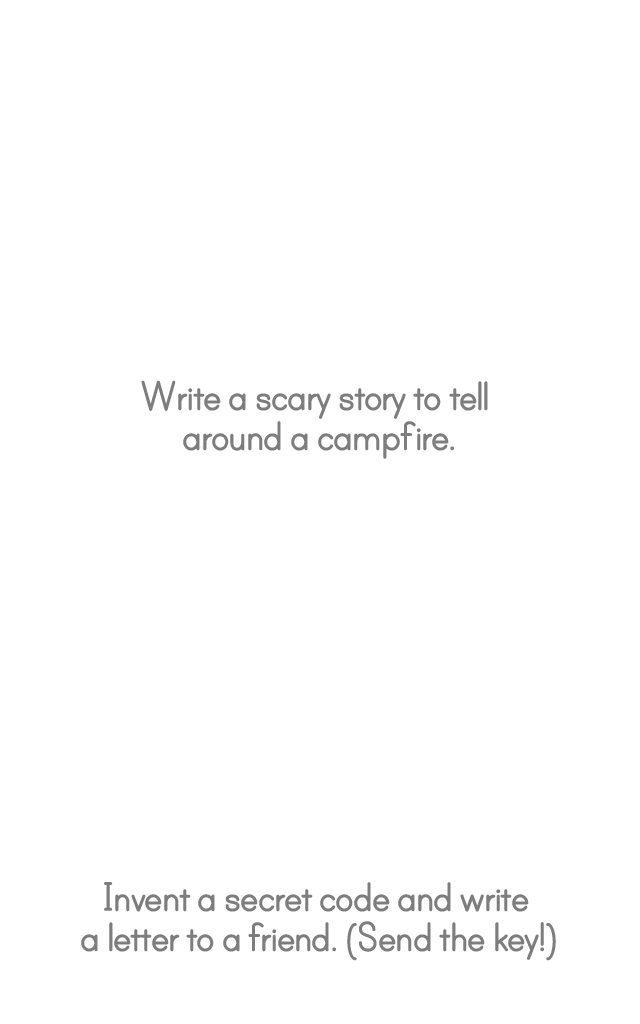 Write a scary story to tell
around a campfire.
Invent a secret code and write
a letter to a friend. (Send the key!)